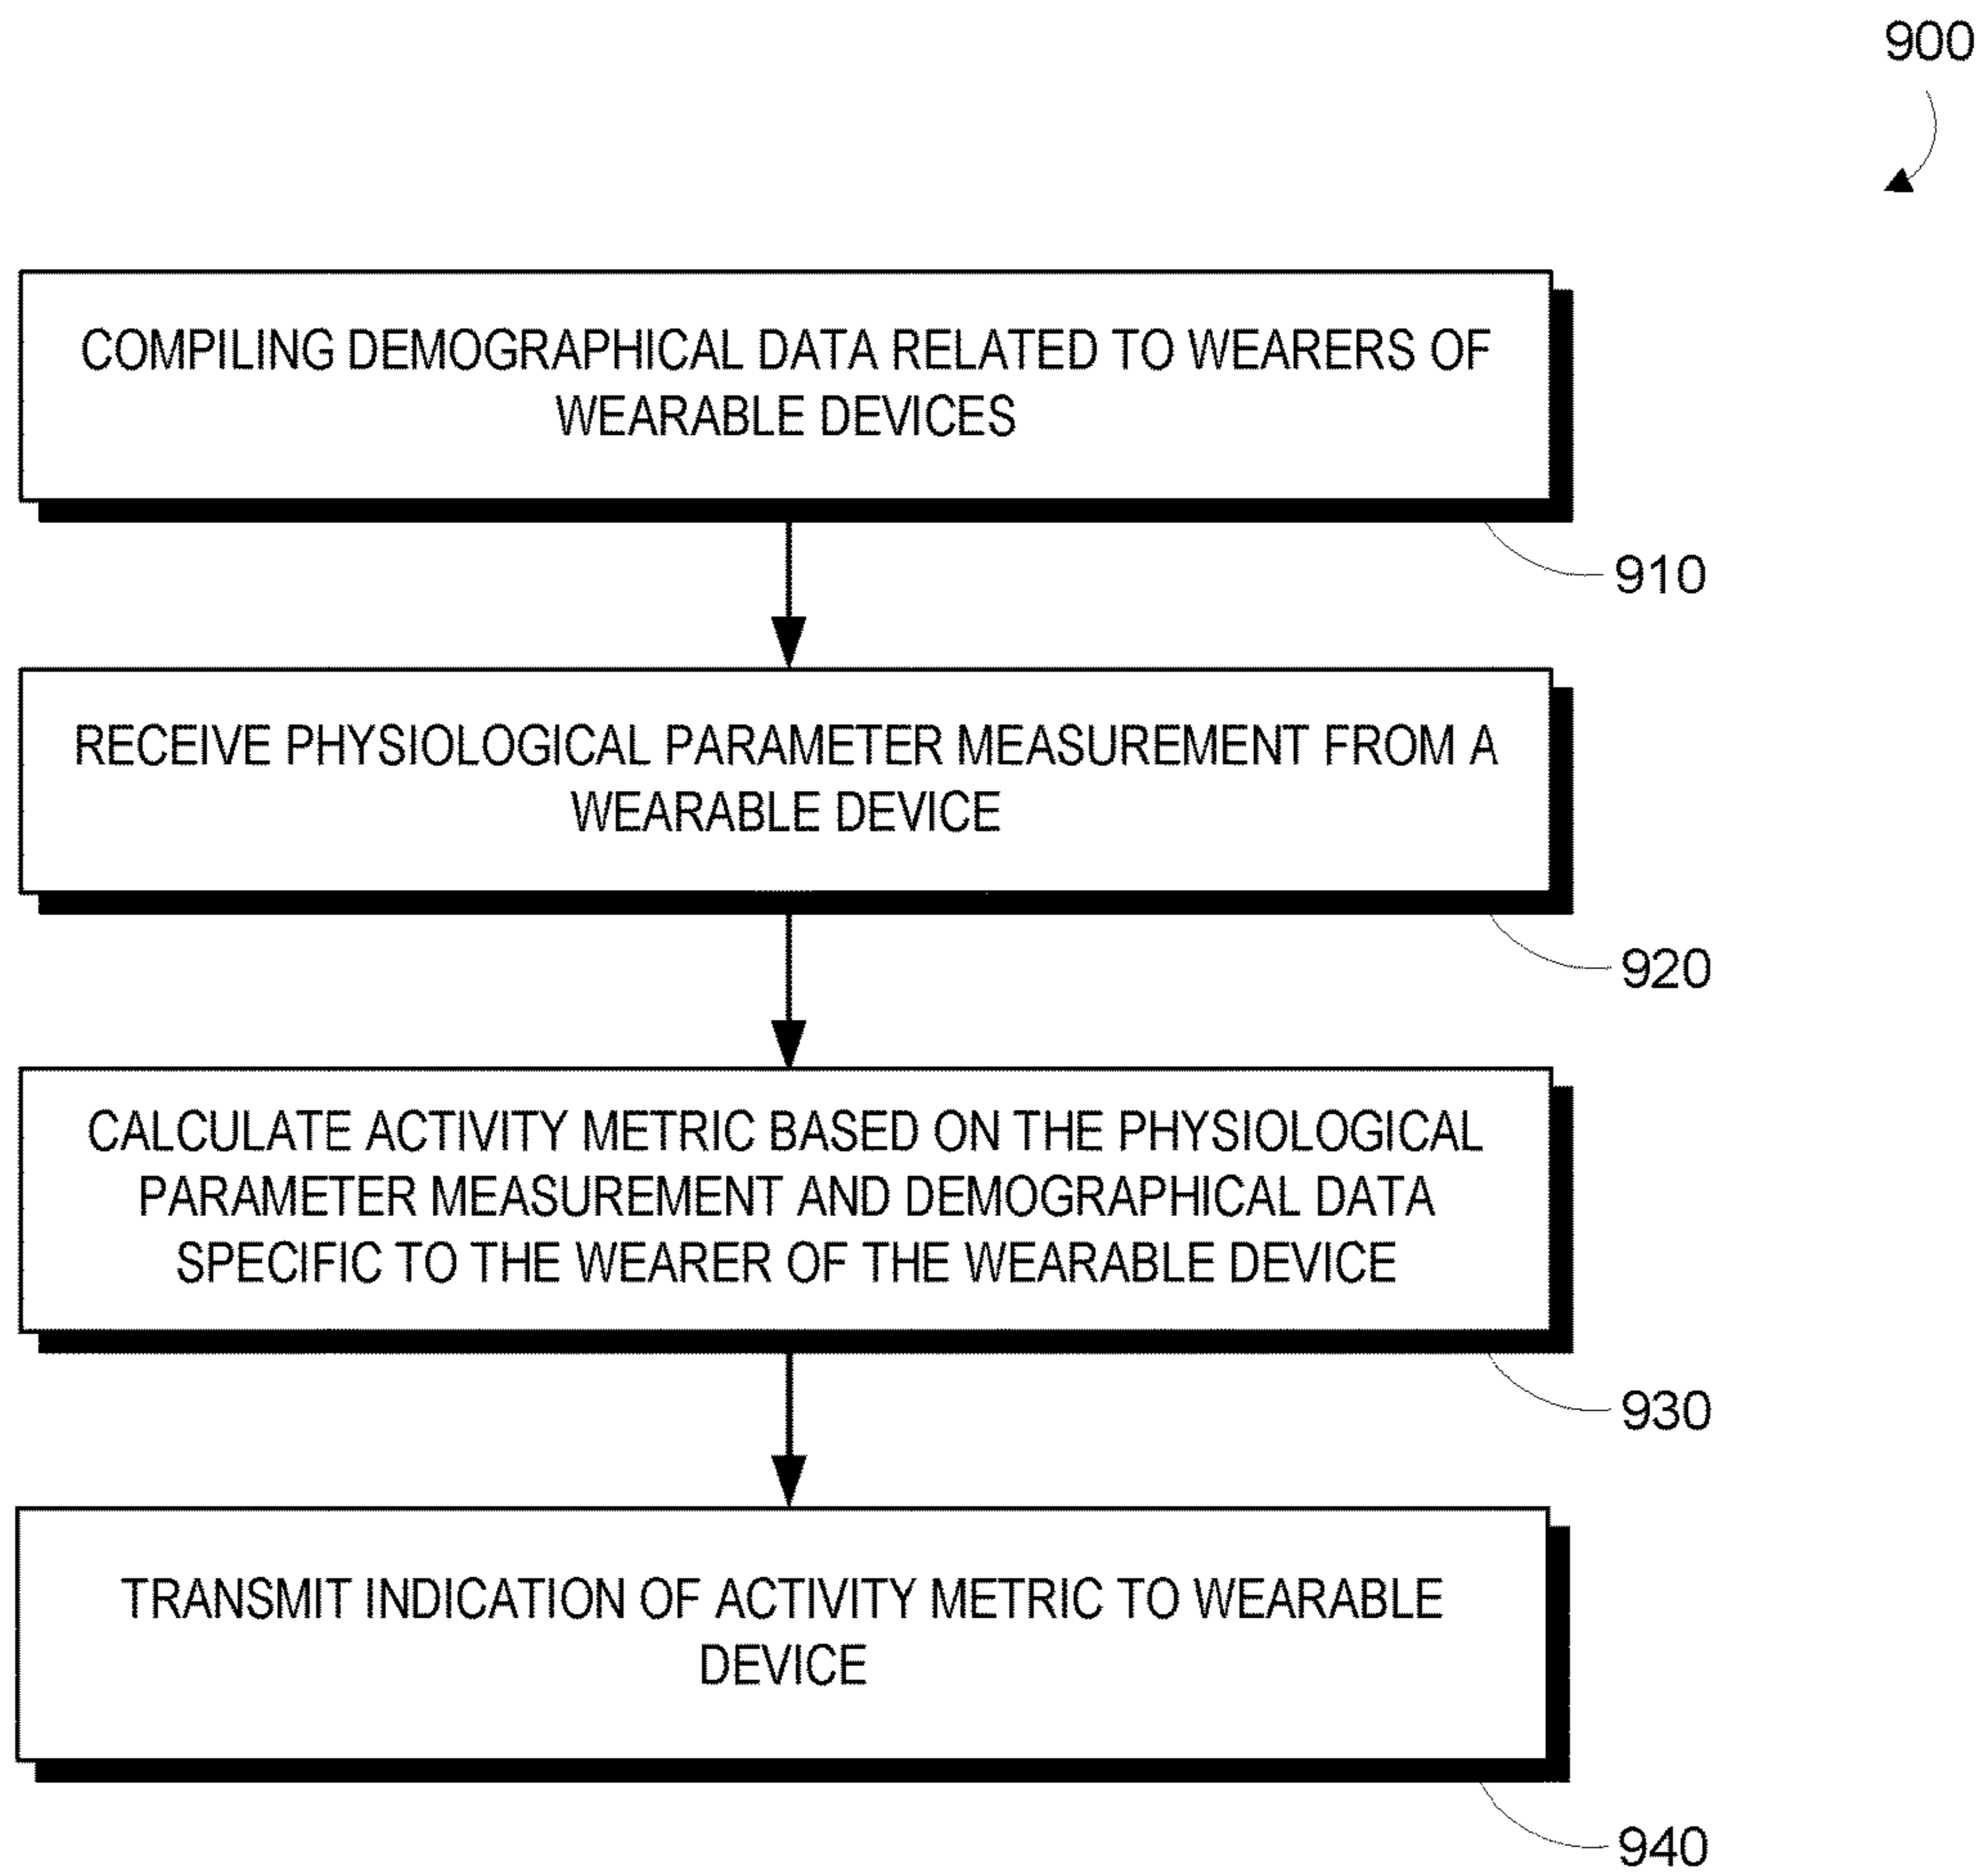 900
COMPILING DEMOGRAPHICAL DATA RELATED TO WEARERS OF
WEARABLE DEVICES
910
RECEIVE PHYSIOLOGICAL PARAMETER MEASUREMENT FROM A
WEARABLE DEVICE
920
CALCULATE ACTIVITY METRIC BASED ON THE PHYSIOLOGICAL
PARAMETER MEASUREMENT AND DEMOGRAPHICAL DATA
SPECIFIC TO THE WEARER OF THE WEARABLE DEVICE
930
TRANSMIT INDICATION OF ACTIVITY METRIC TO WEARABLE
DEVICE
940